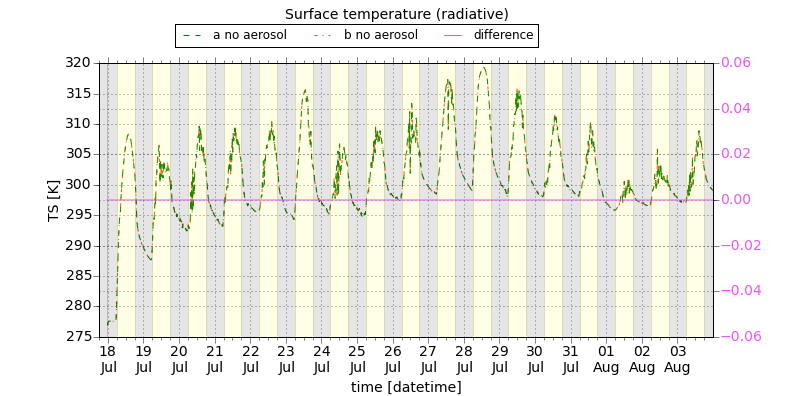 Surface temperature (radiative)
a no aerosol b no aerosol difference
320
315
310
305
300
295
290
285
280
275
TS [K]
0.06
0.04
0.02
0.00
−0.02
−0.04
−0.06
18 19 20 21 22 23 24 25 26 27 28 29 30 31 01 02 03
Jul Jul Jul Jul Jul Jul Jul Jul Jul Jul Jul Jul Jul Jul Aug Aug Aug
time [datetime]